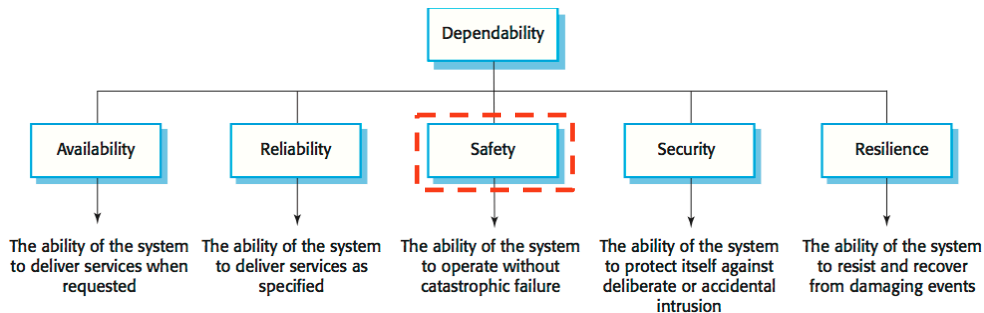 Dependability
Availability
Reliability
Safety
Security
Resilience
The ability of the system
to deliver services when
requested
The ability of the system
to deliver services as
specified
The ability of the system
to operate without
catastrophic failure
The ability of the system
to protect itself against
deliberate or accidental
intrusion
The ability of the system
to resist and recover
from damaging events